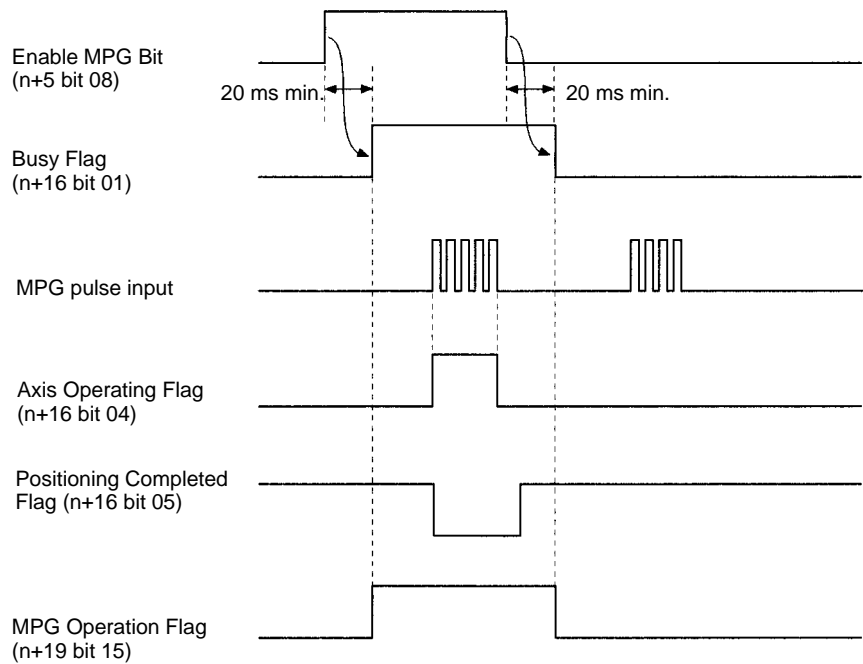 Enable MPG Bit
(n+5 bit 08)
20 ms min.
20 ms min.
Busy Flag
(n+16 bit 01)
MPG pulse input
Axis Operating Flag
(n+16 bit 04)
Positioning Completed
Flag (n+16 bit 05)
MPG Operation Flag
(n+19 bit 15)